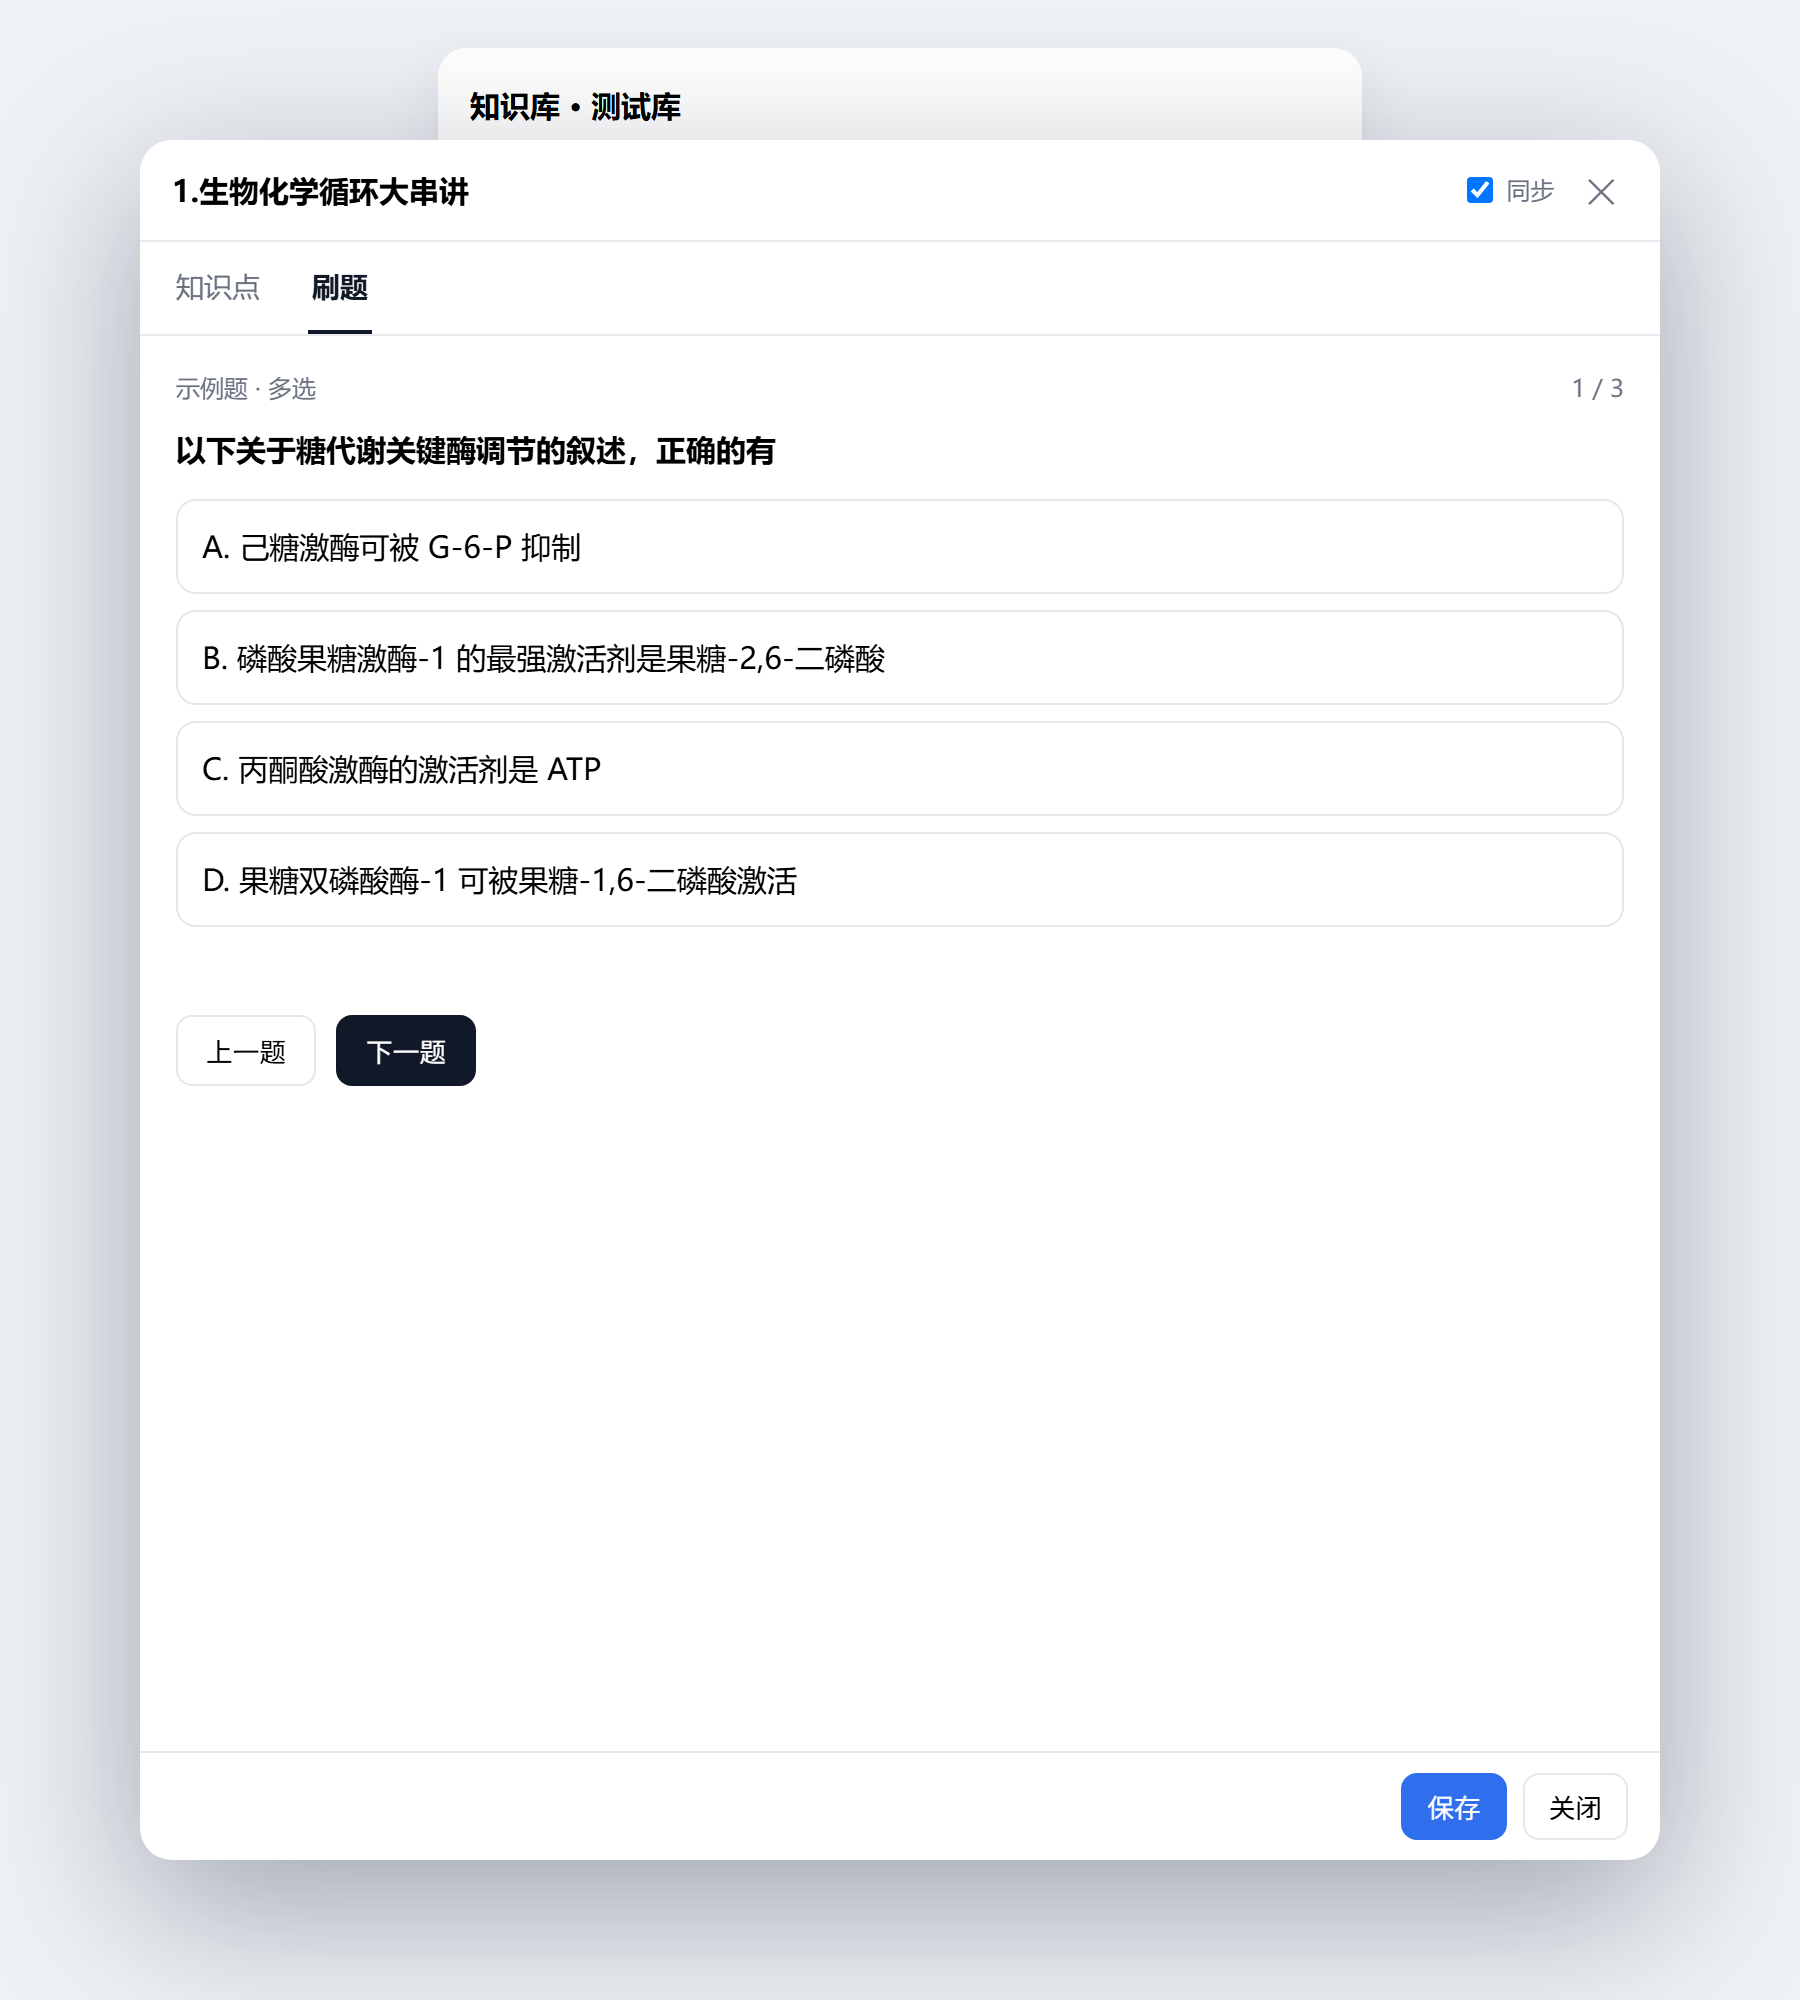 知识库 • 测试库
1.生物化学循环大串讲
同步
知识点 刷题
示例题 · 多选 1 / 3
以下关于糖代谢关键酶调节的叙述，正确的有
A. 己糖激酶可被 G-6-P 抑制
B. 磷酸果糖激酶-1 的最强激活剂是果糖-2,6-二磷酸
C. 丙酮酸激酶的激活剂是 ATP
D. 果糖双磷酸酶-1 可被果糖-1,6-二磷酸激活
上一题 下一题
保存 关闭